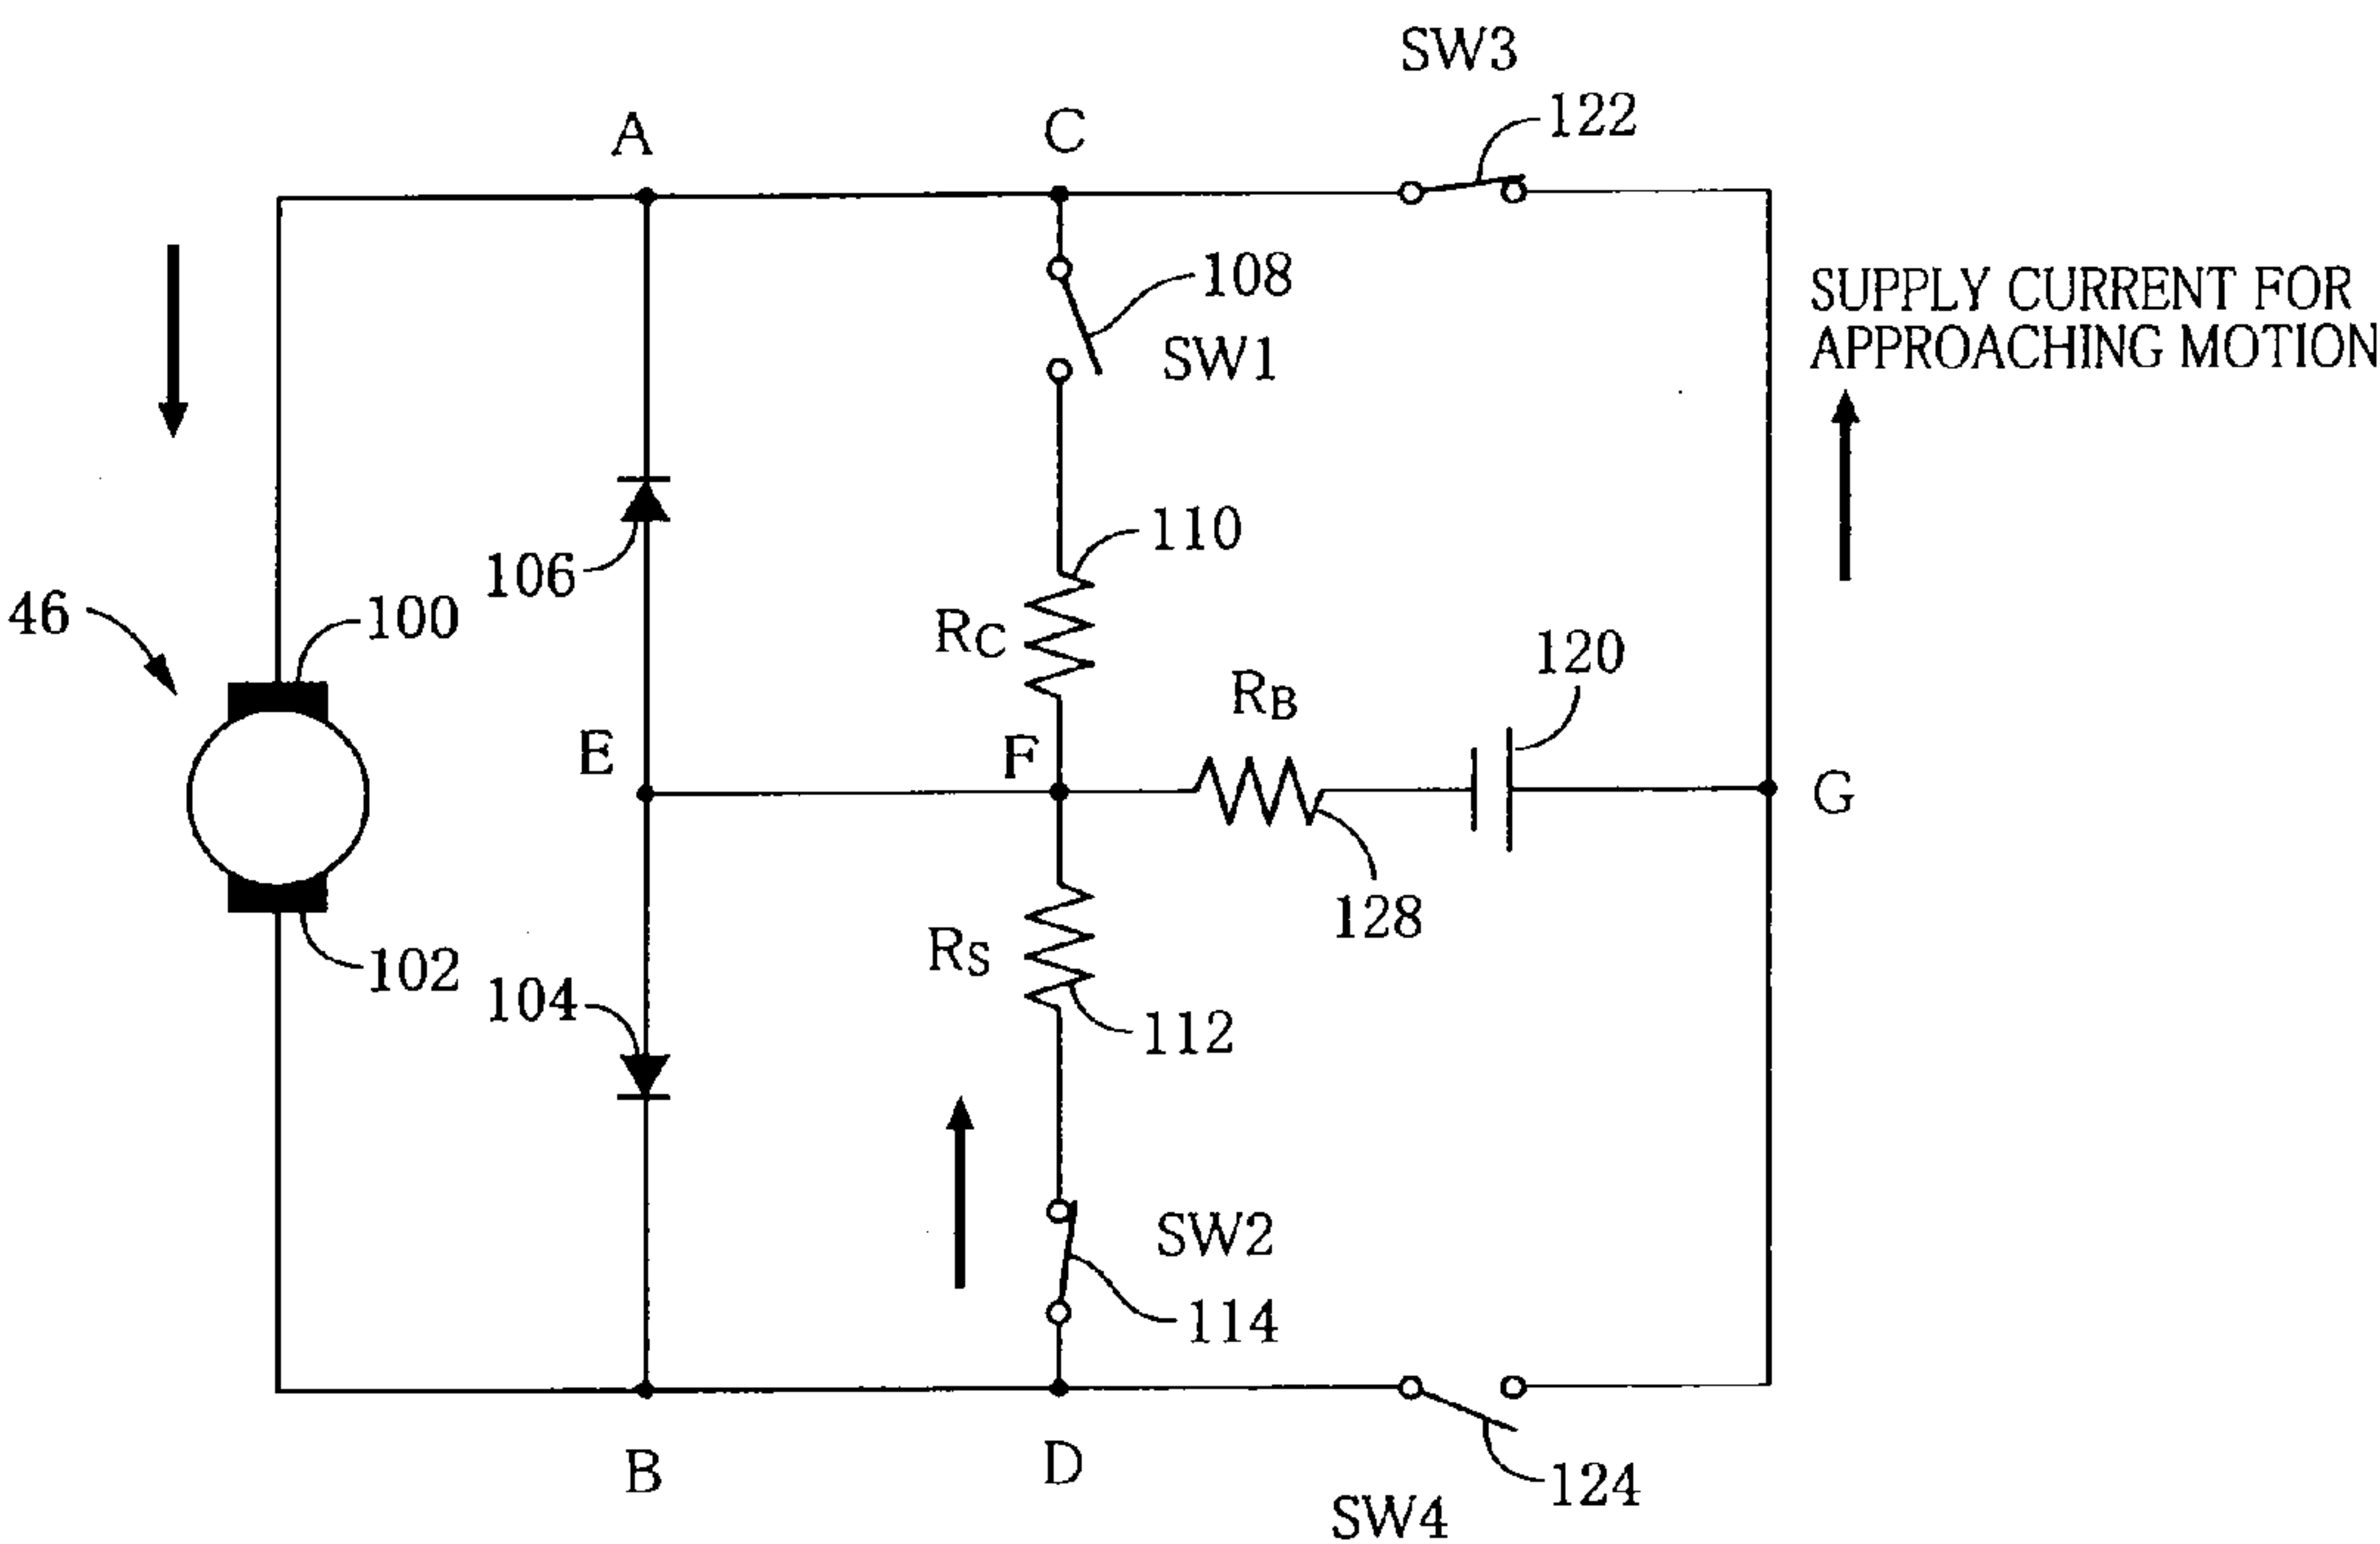 SW3
122
A
C
108
SW1
SUPPLY CURRENT FOR
APPROACHING MOTION
110
106
46
100
RC
120
RB
E
F
G
128
102
RS
104
112
SW2
114
B
D
124
SW4